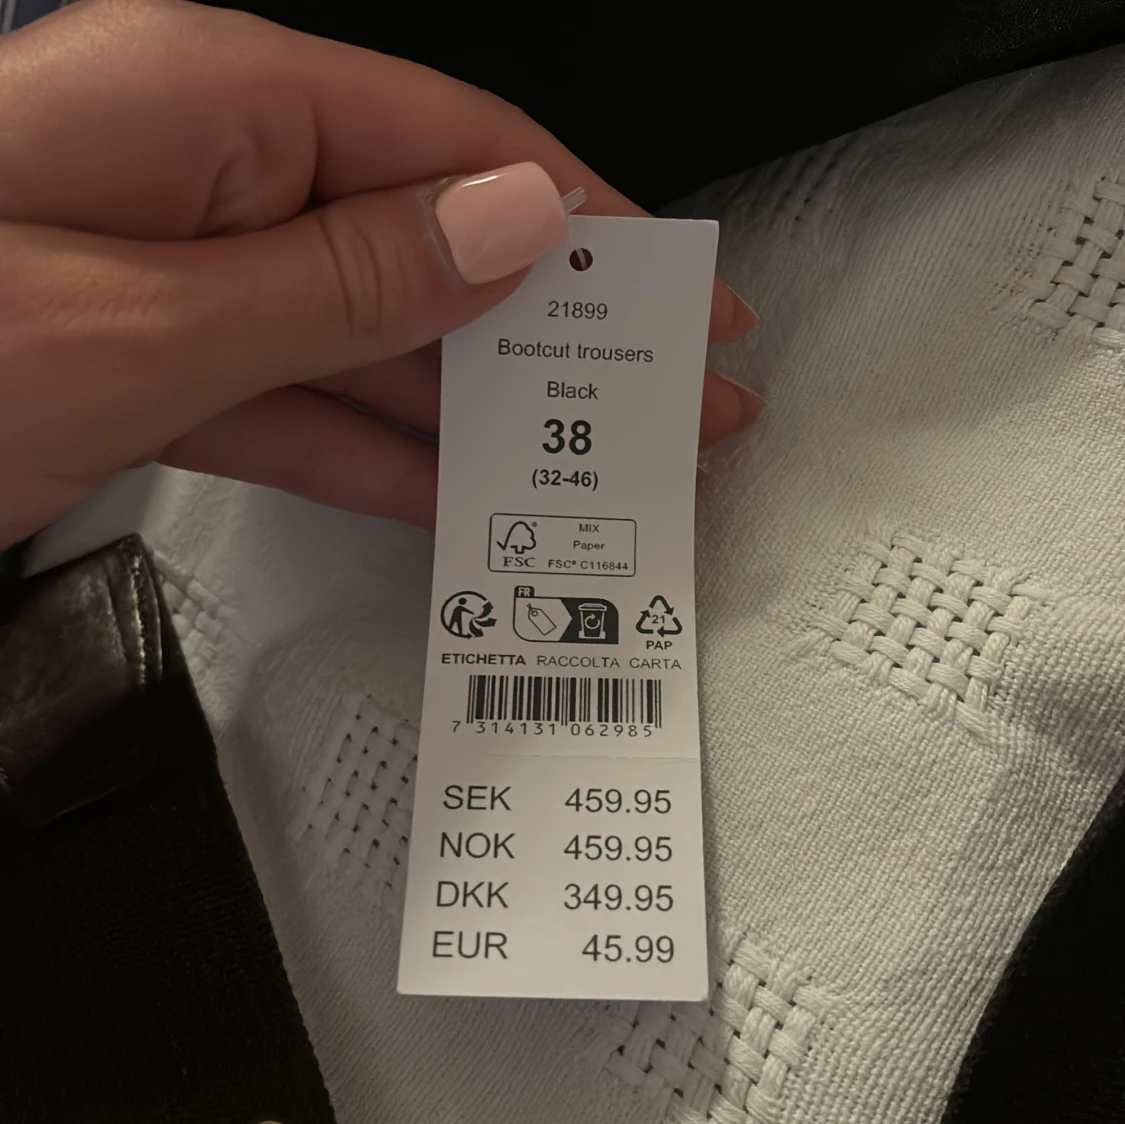 21899
Bootcut trousers
Black
38
(32-46)
MIX
Paper
FSC® C116844
FSC®
FR
21
PAP
ETICHETTA RACCOLTA CARTA
7 314131 062985
SEK 459.95
NOK 459.95
DKK 349.95
EUR 45.99